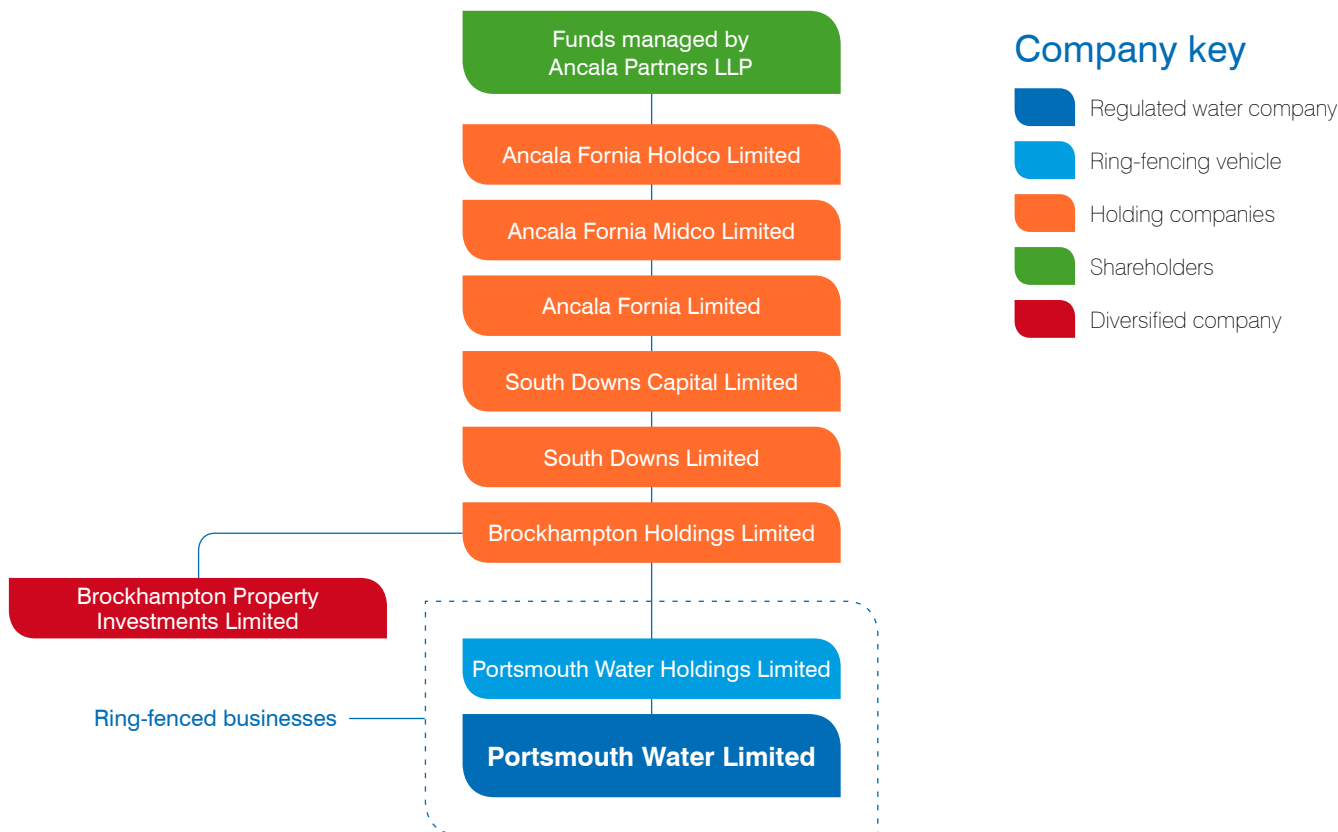 Funds managed by
Ancala Partners LLP
Ancala Fornia Holdco Limited
Ancala Fornia Midco Limited
Ancala Fornia Limited
South Downs Capital Limited
South Downs Limited
Brockhampton Holdings Limited
Brockhampton Property
Investments Limited
Portsmouth Water Holdings Limited
Ring-fenced businesses
Portsmouth Water Limited
Company key
Regulated water company
Ring-fencing vehicle
Holding companies
Shareholders
Diversified company